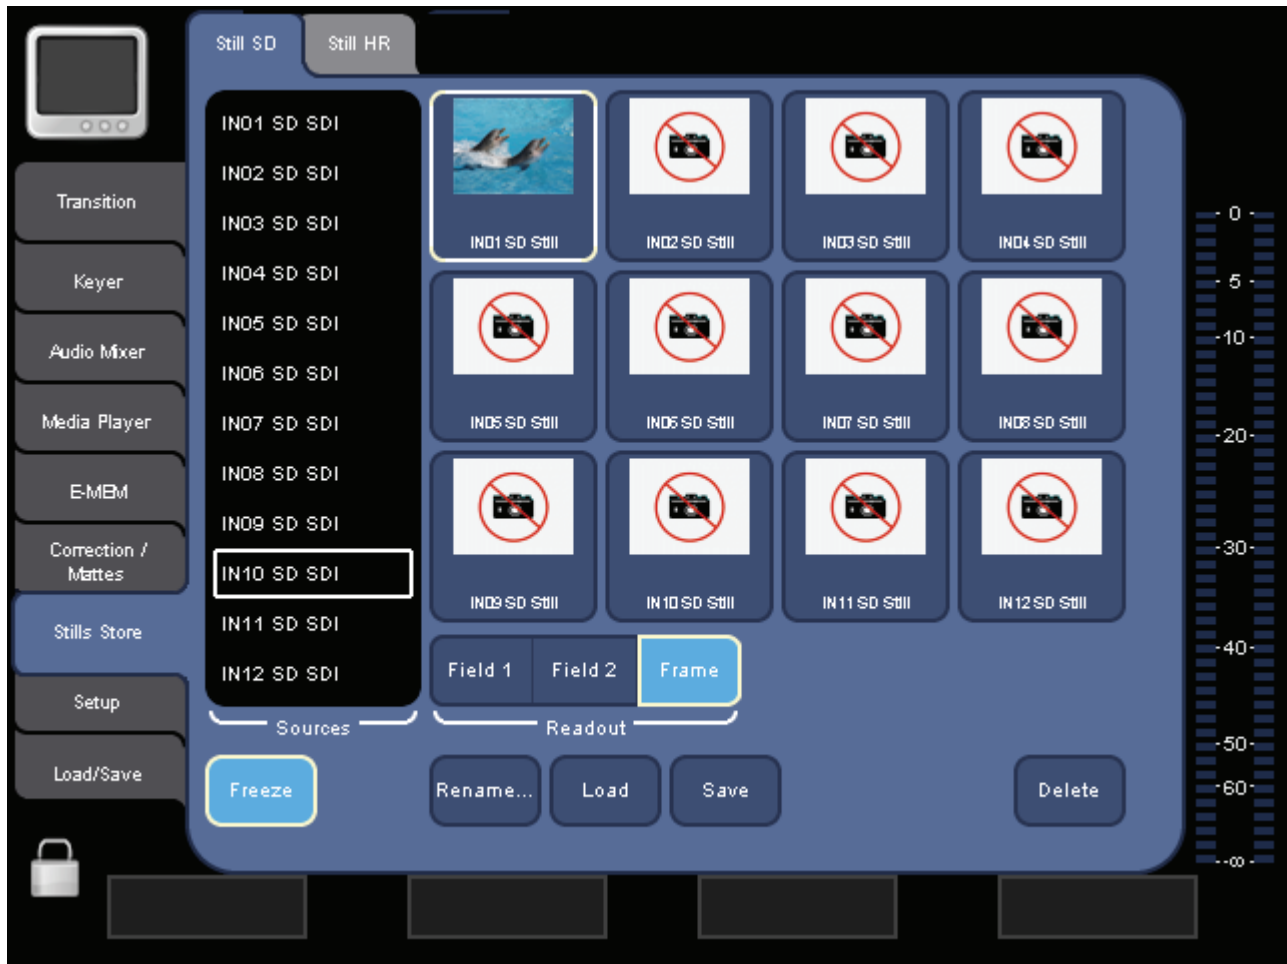 Still SD
Still HR
Transition
Keyer
Audio Mixer
Media Player
E-MEM
Correction /
Mattes
Stills Store
Setup
Load/Save
IN01 SD SDI
IN02 SD SDI
IN03 SD SDI
IN04 SD SDI
IN05 SD SDI
IN06 SD SDI
IN07 SD SDI
IN08 SD SDI
IN09 SD SDI
IN10 SD SDI
IN11 SD SDI
IN12 SD SDI
Sources
Freeze
IN01 SD Still
IN02 SD Still
IN03 SD Still
IN04 SD Still
IN05 SD Still
IN06 SD Still
IN07 SD Still
IN08 SD Still
IN09 SD Still
IN10 SD Still
IN11 SD Still
IN12 SD Still
Field 1
Field 2
Frame
Readout
Rename...
Load
Save
Delete
- 0 -
- 5 -
-10-
-20-
-30-
-40-
-50-
-60-
--∞-